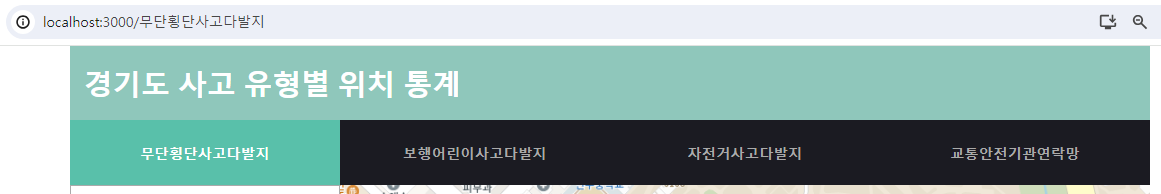 localhost:3000/무단횡단사고다발지
경기도 사고 유형별 위치 통계
무단횡단사고다발지 보행어린이사고다발지 자전거사고다발지 교통안전기관연락망
피부과